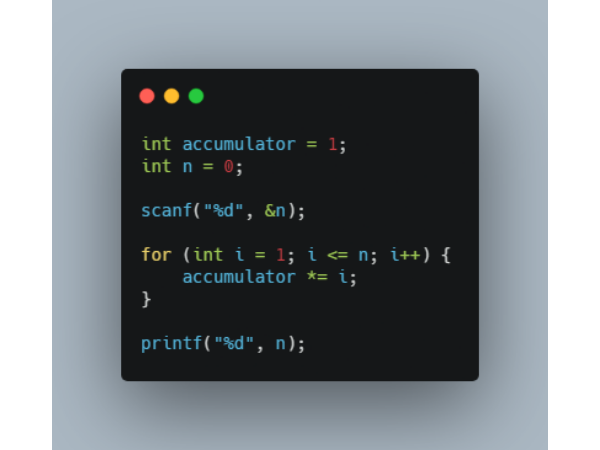 int accumulator = 1;
int n = 0;
scanf("%d", &n);
for (int i = 1; i <= n; i++) {
    accumulator *= i;
}
printf("%d", n);